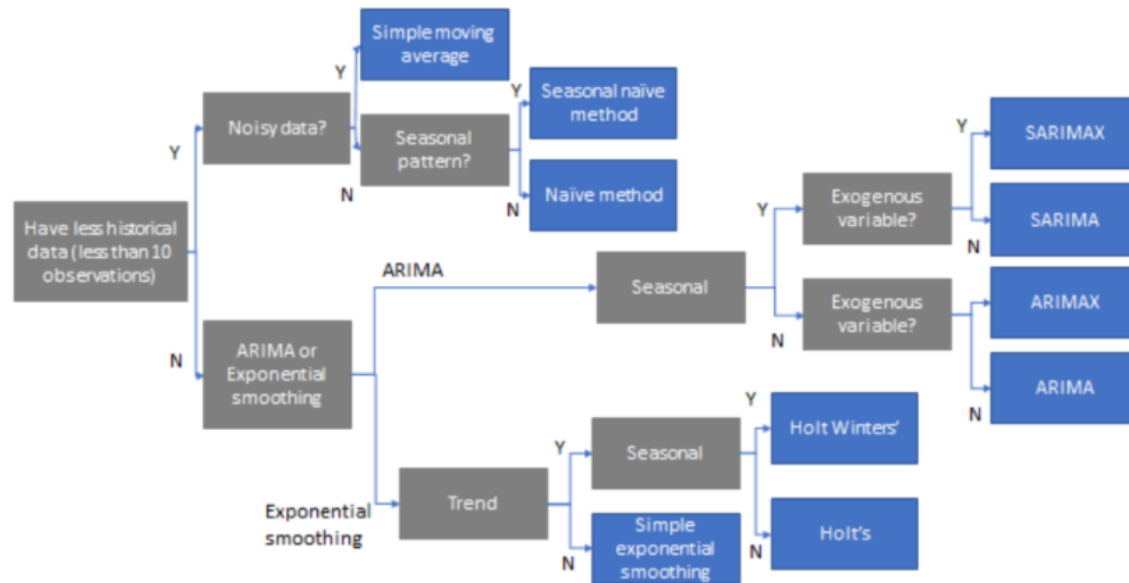 Simple moving
average
Y
Y
Seasonal naïve
method
Noisy data?
Seasonal
pattern?
Y
Y
SARIMAX
N
N
Naïve method
Exogenous
variable?
Y
Have less historical
data (less than 10
observations)
SARIMA
N
ARIMA
Seasonal
ARIMAX
Exogenous
variable?
Y
N
N
ARIMA or
Exponential
smoothing
ARIMA
N
Y
Holt Winters'
Y
Seasonal
Exponential
smoothing
Trend
Simple
exponential
smoothing
N
N
Holt's